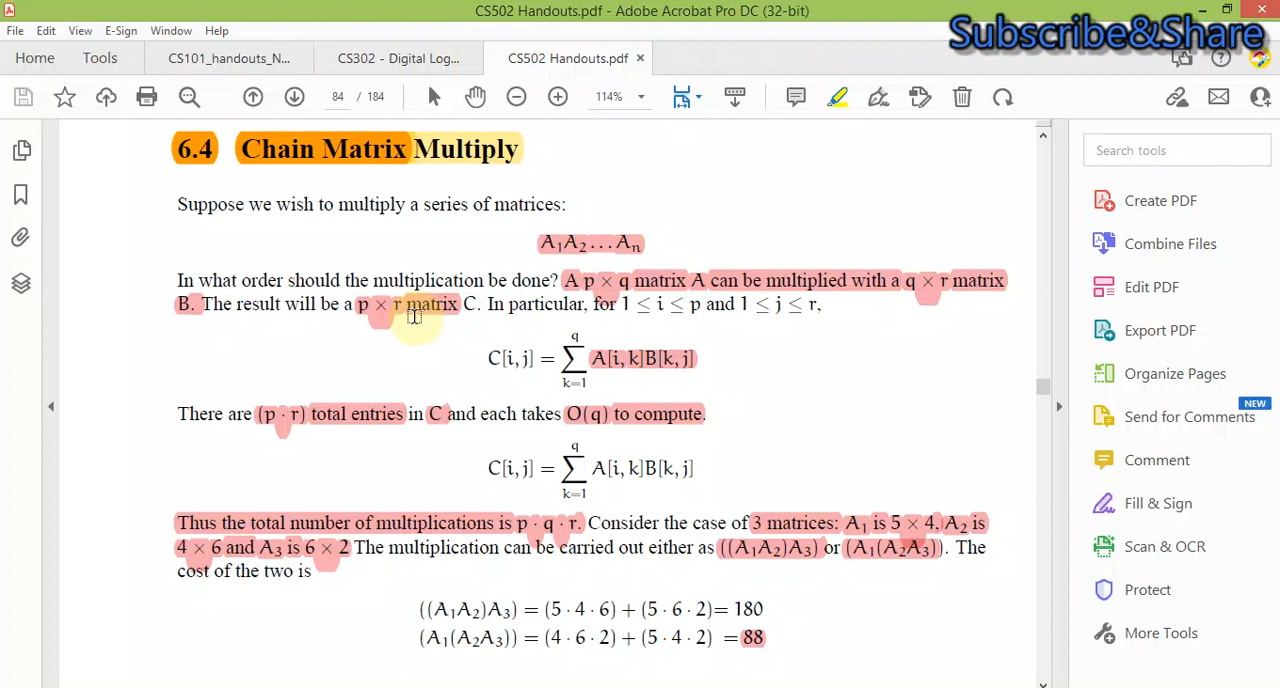 CS502 Handouts.pdf - Adobe Acrobat Pro DC (32-bit)
Subscribe&Share
File Edit View E-Sign Window Help
Home Tools CS101_handouts_N... CS302 - Digital Log... CS502 Handouts.pdf ×
84 / 184 114%
6.4 Chain Matrix Multiply
Search tools
Suppose we wish to multiply a series of matrices:
A₁A₂ . . . Aₙ
In what order should the multiplication be done? A p × q matrix A can be multiplied with a q × r matrix
B. The result will be a p × r matrix C. In particular, for 1 ≤ i ≤ p and 1 ≤ j ≤ r,
C[i, j] = ∑ₖ₌₁^q A[i, k]B[k, j]
There are (p · r) total entries in C and each takes O(q) to compute.
C[i, j] = ∑ₖ₌₁^q A[i, k]B[k, j]
Thus the total number of multiplications is p · q · r. Consider the case of 3 matrices: A₁ is 5 × 4, A₂ is
4 × 6 and A₃ is 6 × 2 The multiplication can be carried out either as ((A₁A₂)A₃) or (A₁(A₂A₃)). The
cost of the two is
((A₁A₂)A₃) = (5 · 4 · 6) + (5 · 6 · 2)= 180
(A₁(A₂A₃)) = (4 · 6 · 2) + (5 · 4 · 2) = 88
Create PDF
Combine Files
Edit PDF
Export PDF
Organize Pages
NEW
Send for Comments
Comment
Fill & Sign
Scan & OCR
Protect
More Tools